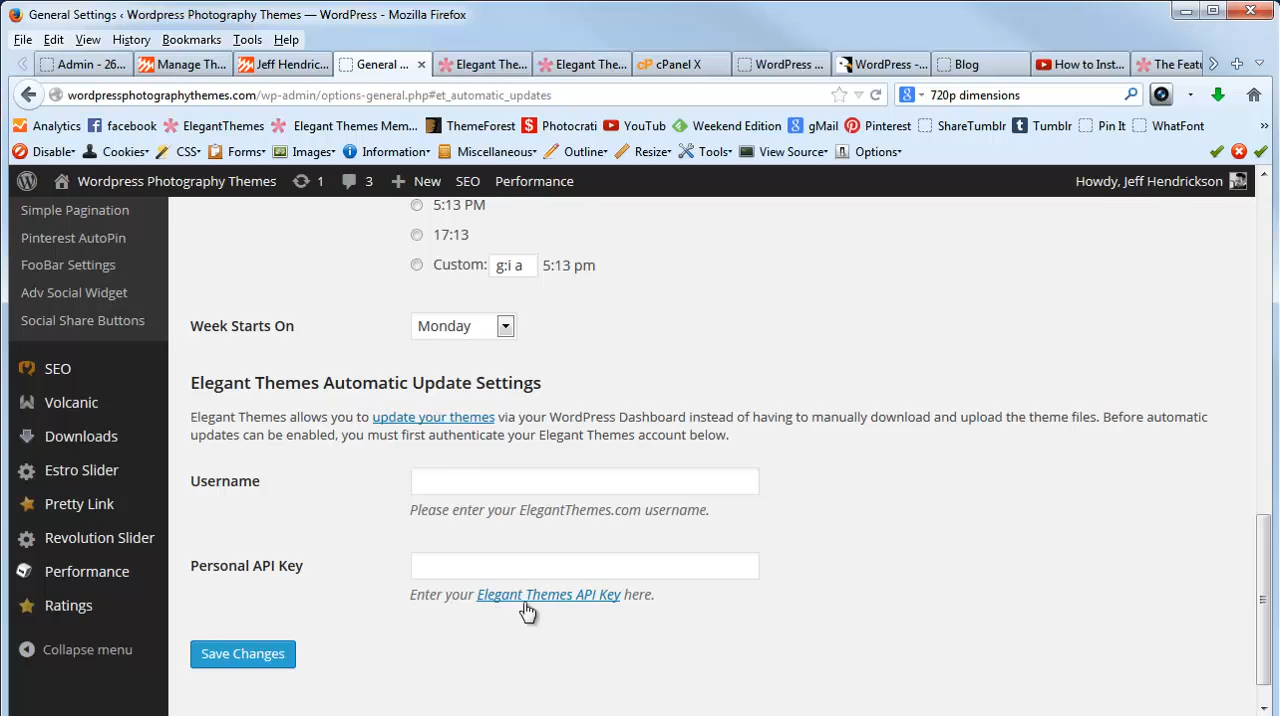 General Settings ‹ Wordpress Photography Themes — WordPress - Mozilla Firefox
File Edit View History Bookmarks Tools Help
Admin - 26... Manage Th... Jeff Hendric... General ... × Elegant The... Elegant The... cPanel X WordPress ... WordPress -... Blog How to Inst... The Featu
wordpressphotographythemes.com/wp-admin/options-general.php#et_automatic_updates 720p dimensions
Analytics facebook ElegantThemes Elegant Themes Mem... ThemeForest Photocrati YouTube Weekend Edition gMail Pinterest ShareTumblr Tumblr Pin It WhatFont »
Disable Cookies CSS Forms Images Information Miscellaneous Outline Resize Tools View Source Options
Wordpress Photography Themes 1 3 New SEO Performance Howdy, Jeff Hendrickson
Simple Pagination
Pinterest AutoPin
FooBar Settings
Adv Social Widget
Social Share Buttons
SEO
Volcanic
Downloads
Estro Slider
Pretty Link
Revolution Slider
Performance
Ratings
Collapse menu
5:13 PM
17:13
Custom: g:i a 5:13 pm
Week Starts On Monday
Elegant Themes Automatic Update Settings
Elegant Themes allows you to update your themes via your WordPress Dashboard instead of having to manually download and upload the theme files. Before automatic
updates can be enabled, you must first authenticate your Elegant Themes account below.
Username
Please enter your ElegantThemes.com username.
Personal API Key
Enter your Elegant Themes API Key here.
Save Changes